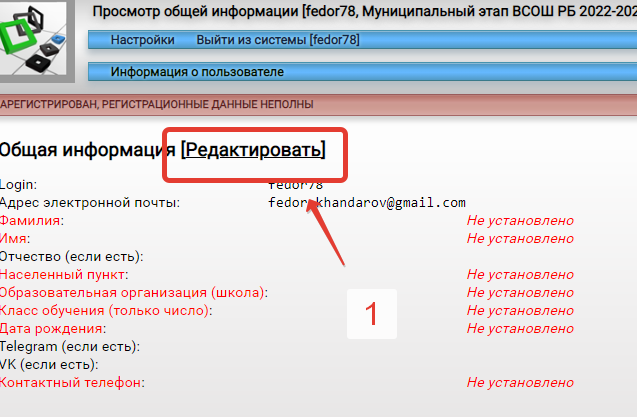 Просмотр общей информации [fedor78, Муниципальный этап ВСОШ РБ 2022-202
Настройки Выйти из системы [fedor78]
Информация о пользователе
АРЕГИСТРИРОВАН, РЕГИСТРАЦИОННЫЕ ДАННЫЕ НЕПОЛНЫ
Общая информация [Редактировать]
Login: fedor78
Адрес электронной почты: fedor.khandarov@gmail.com
Фамилия: Не установлено
Имя: Не установлено
Отчество (если есть):
Населенный пункт: Не установлено
Образовательная организация (школа): Не установлено
Класс обучения (только число): Не установлено
Дата рождения: Не установлено
Telegram (если есть):
VK (если есть):
Контактный телефон: Не установлено
1